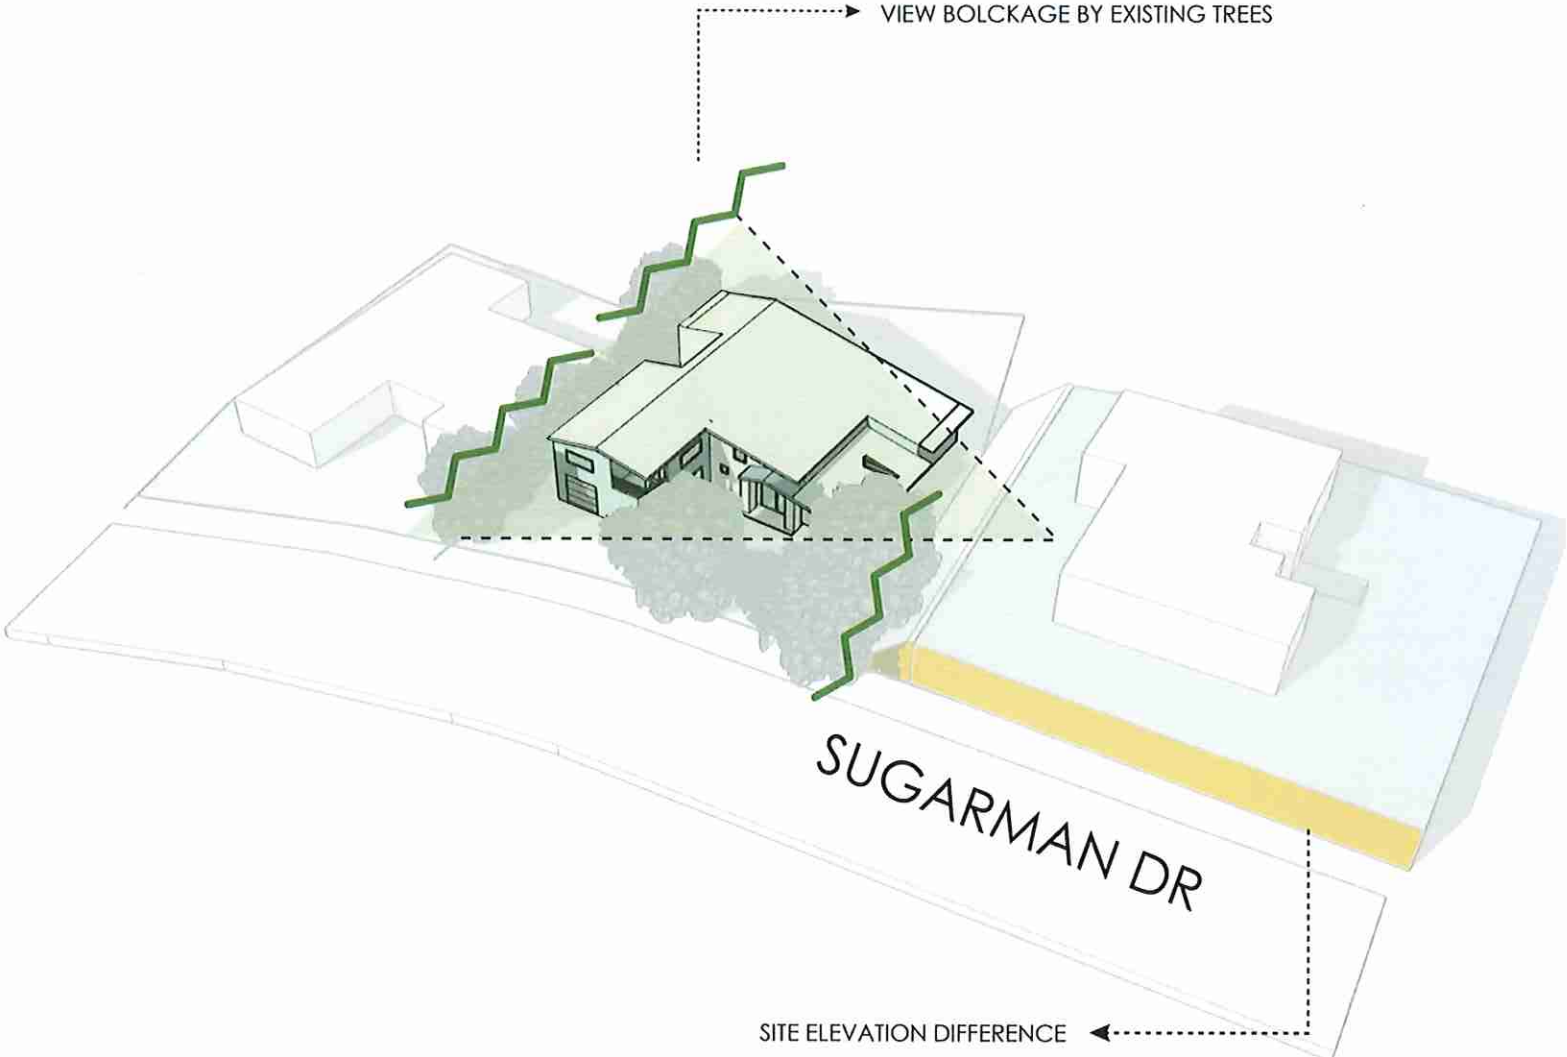 VIEW BOLCKAGE BY EXISTING TREES
SUGARMAN DR
SITE ELEVATION DIFFERENCE